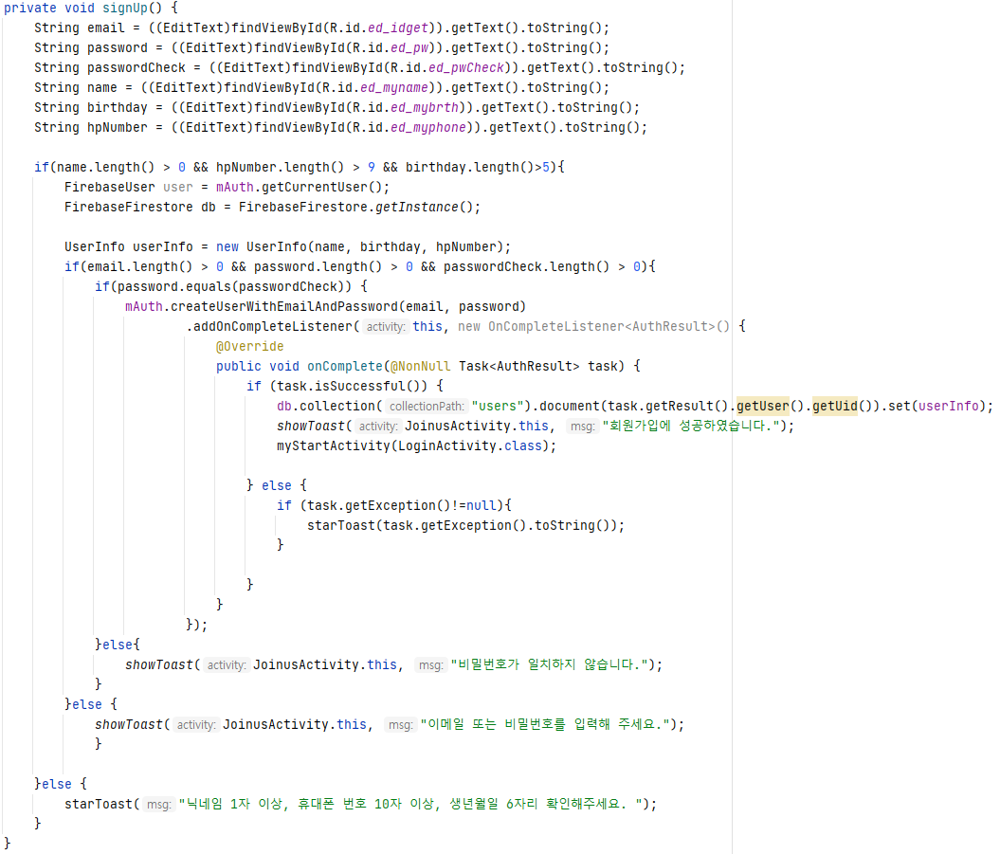 private void signUp() {
    String email = ((EditText)findViewById(R.id.ed_idget)).getText().toString();
    String password = ((EditText)findViewById(R.id.ed_pw)).getText().toString();
    String passwordCheck = ((EditText)findViewById(R.id.ed_pwCheck)).getText().toString();
    String name = ((EditText)findViewById(R.id.ed_myname)).getText().toString();
    String birthday = ((EditText)findViewById(R.id.ed_mybrth)).getText().toString();
    String hpNumber = ((EditText)findViewById(R.id.ed_myphone)).getText().toString();

    if(name.length() > 0 && hpNumber.length() > 9 && birthday.length()>5){
        FirebaseUser user = mAuth.getCurrentUser();
        FirebaseFirestore db = FirebaseFirestore.getInstance();

        UserInfo userInfo = new UserInfo(name, birthday, hpNumber);
        if(email.length() > 0 && password.length() > 0 && passwordCheck.length() > 0){
            if(password.equals(passwordCheck)) {
                mAuth.createUserWithEmailAndPassword(email, password)
                        .addOnCompleteListener( activity: this, new OnCompleteListener<AuthResult>() {
                            @Override
                            public void onComplete(@NonNull Task<AuthResult> task) {
                                if (task.isSuccessful()) {
                                    db.collection( collectionPath: "users").document(task.getResult().getUser().getUid()).set(userInfo);
                                    showToast( activity: JoinusActivity.this, msg: "회원가입에 성공하였습니다.");
                                    myStartActivity(LoginActivity.class);

                                } else {
                                    if (task.getException()!=null){
                                        starToast(task.getException().toString());
                                    }

                                }
                            }
                        });
            }else{
                showToast( activity: JoinusActivity.this, msg: "비밀번호가 일치하지 않습니다.");
            }
        }else {
            showToast( activity: JoinusActivity.this, msg: "이메일 또는 비밀번호를 입력해 주세요.");
            }

    }else {
        starToast( msg: "닉네임 1자 이상, 휴대폰 번호 10자 이상, 생년월일 6자리 확인해주세요. ");
    }
}